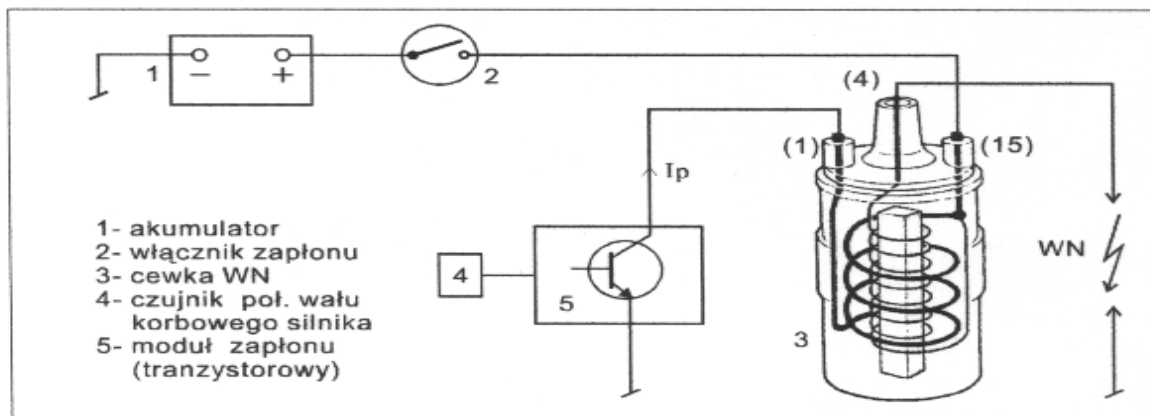 (4)
1
−
+
2
(1)
(15)
Ip
1- akumulator
2- włącznik zapłonu
3- cewka WN
4- czujnik poł. wału
korbowego silnika
5- moduł zapłonu
(tranzystorowy)
4
5
3
WN